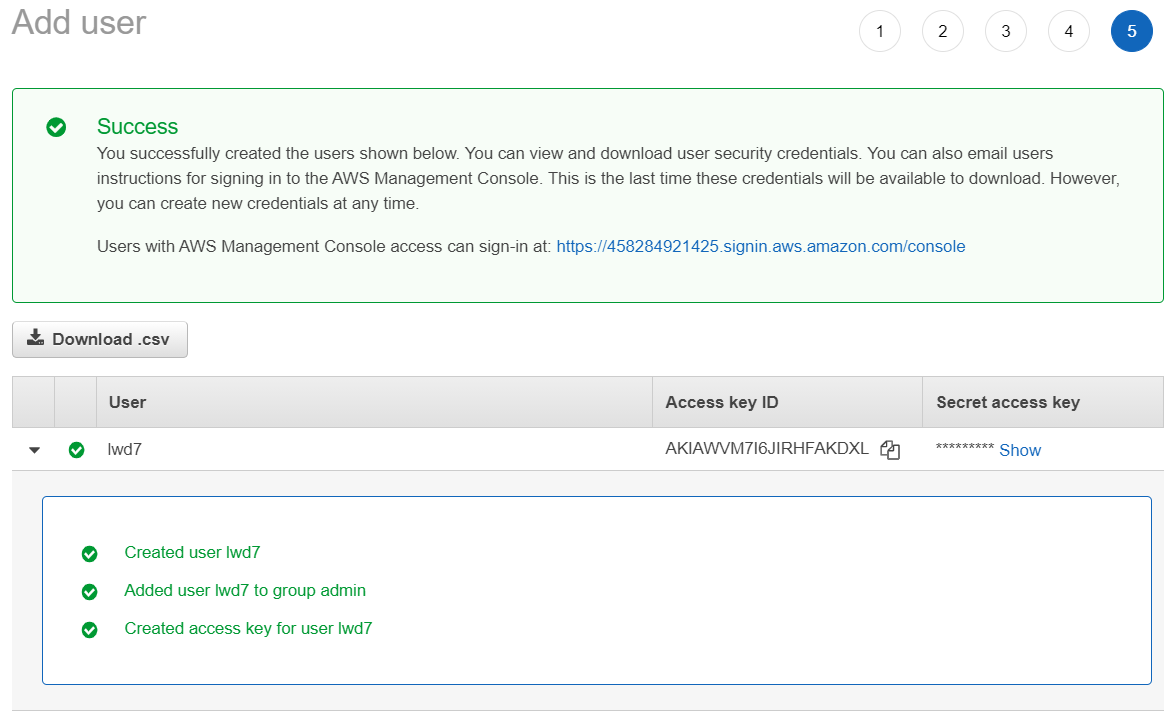 Add user
1 2 3 4 5
Success
You successfully created the users shown below. You can view and download user security credentials. You can also email users
instructions for signing in to the AWS Management Console. This is the last time these credentials will be available to download. However,
you can create new credentials at any time.
Users with AWS Management Console access can sign-in at: https://458284921425.signin.aws.amazon.com/console
Download .csv
User Access key ID Secret access key
lwd7 AKIAWVM7I6JIRHFAKDXL ********* Show
Created user lwd7
Added user lwd7 to group admin
Created access key for user lwd7